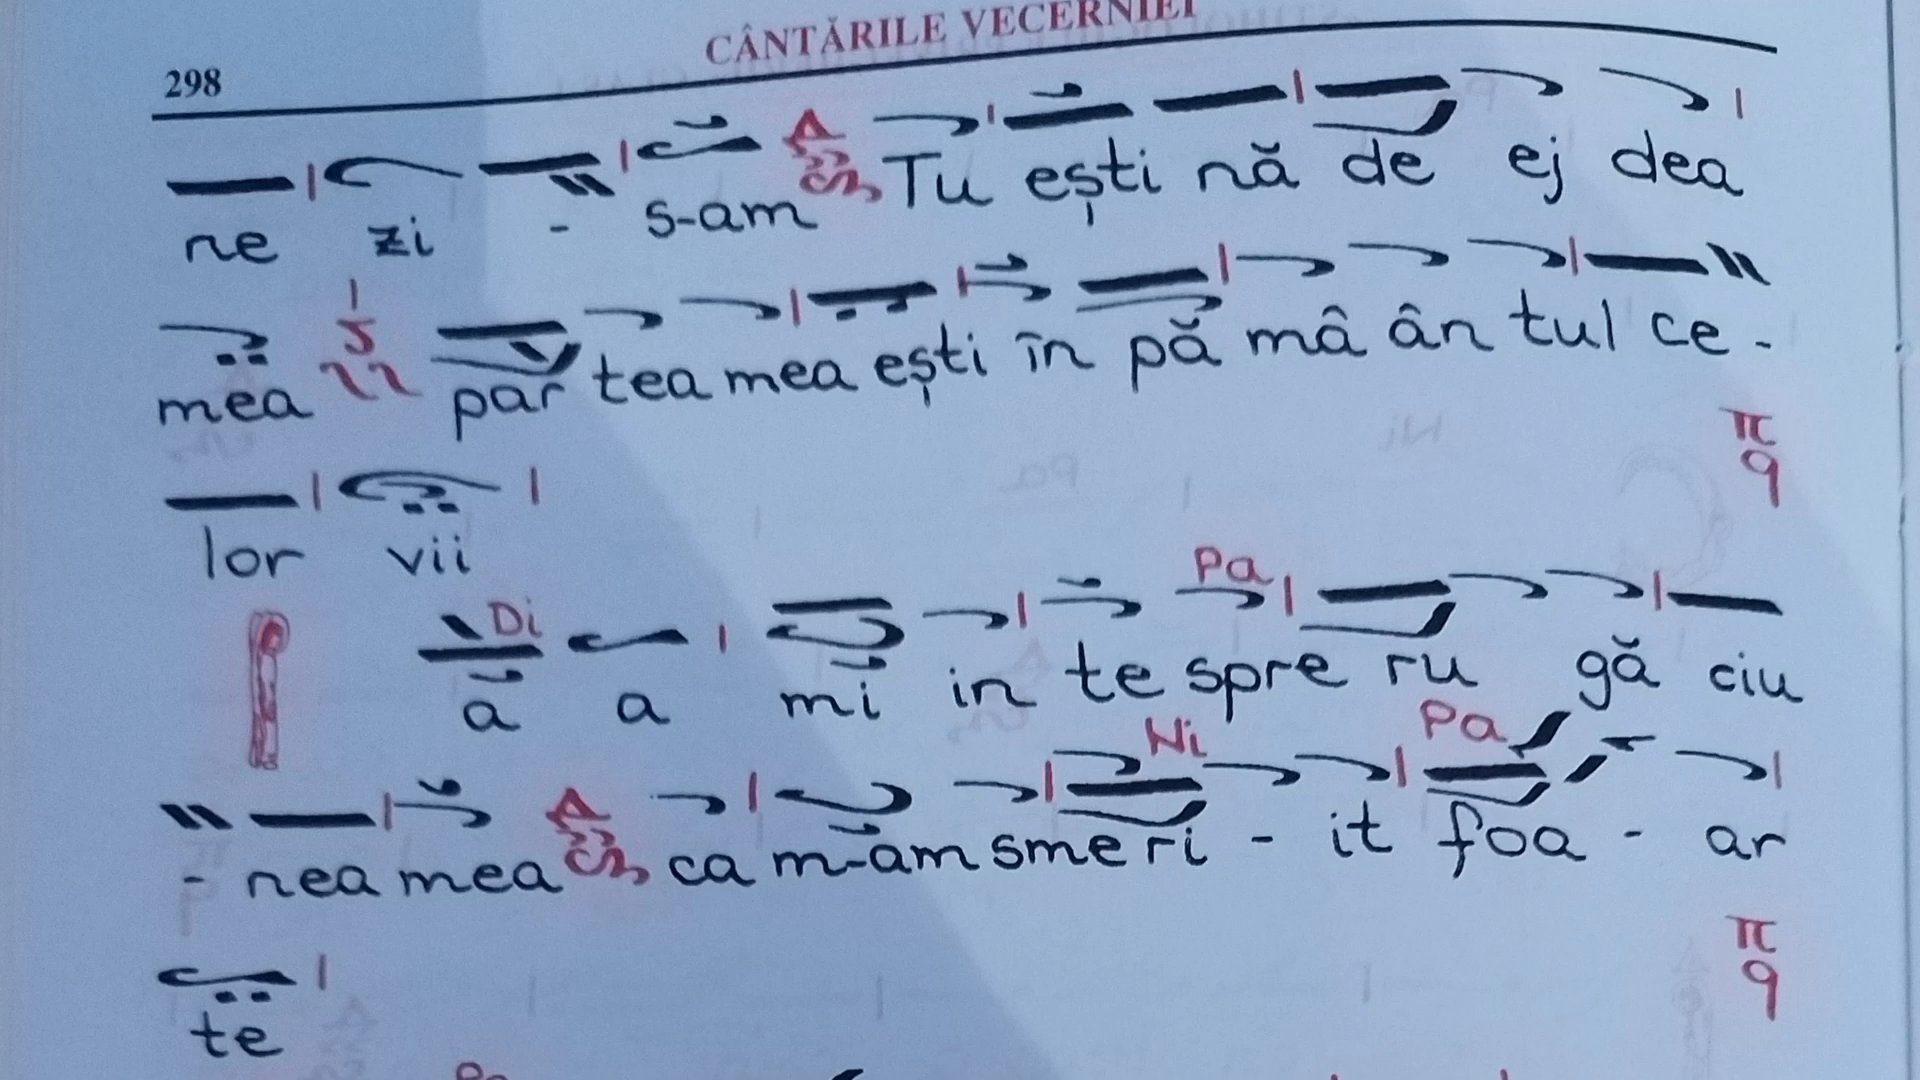 CÂNTĂRILE VECERNIEI
298
ne zi - s-am Tu ești nă de ej dea
mea par tea mea ești în pă mâ ân tul ce -
lor vii
Di Pa
a a mi in te spre ru gă ciu
Ni Pa
- nea mea ca m-am smeri - it foa - ar
te